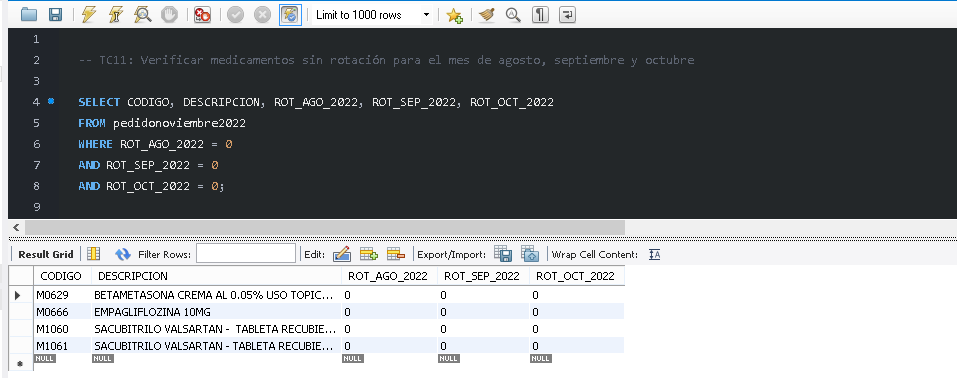 Limit to 1000 rows
1
2 -- TC11: Verificar medicamentos sin rotación para el mes de agosto, septiembre y octubre
3
4 SELECT CODIGO, DESCRIPCION, ROT_AGO_2022, ROT_SEP_2022, ROT_OCT_2022
5 FROM pedidonoviembre2022
6 WHERE ROT_AGO_2022 = 0
7 AND ROT_SEP_2022 = 0
8 AND ROT_OCT_2022 = 0;
9
Result Grid Filter Rows: Edit: Export/Import: Wrap Cell Content:
CODIGO DESCRIPCION ROT_AGO_2022 ROT_SEP_2022 ROT_OCT_2022
M0629 BETAMETASONA CREMA AL 0.05% USO TOPIC... 0 0 0
M0666 EMPAGLIFLOZINA 10MG 0 0 0
M1060 SACUBITRILO VALSARTAN - TABLETA RECUBIE... 0 0 0
M1061 SACUBITRILO VALSARTAN - TABLETA RECUBIE... 0 0 0
NULL NULL NULL NULL NULL